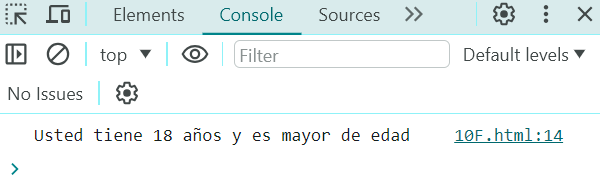 Elements Console Sources
top Filter Default levels
No Issues
Usted tiene 18 años y es mayor de edad 10F.html:14